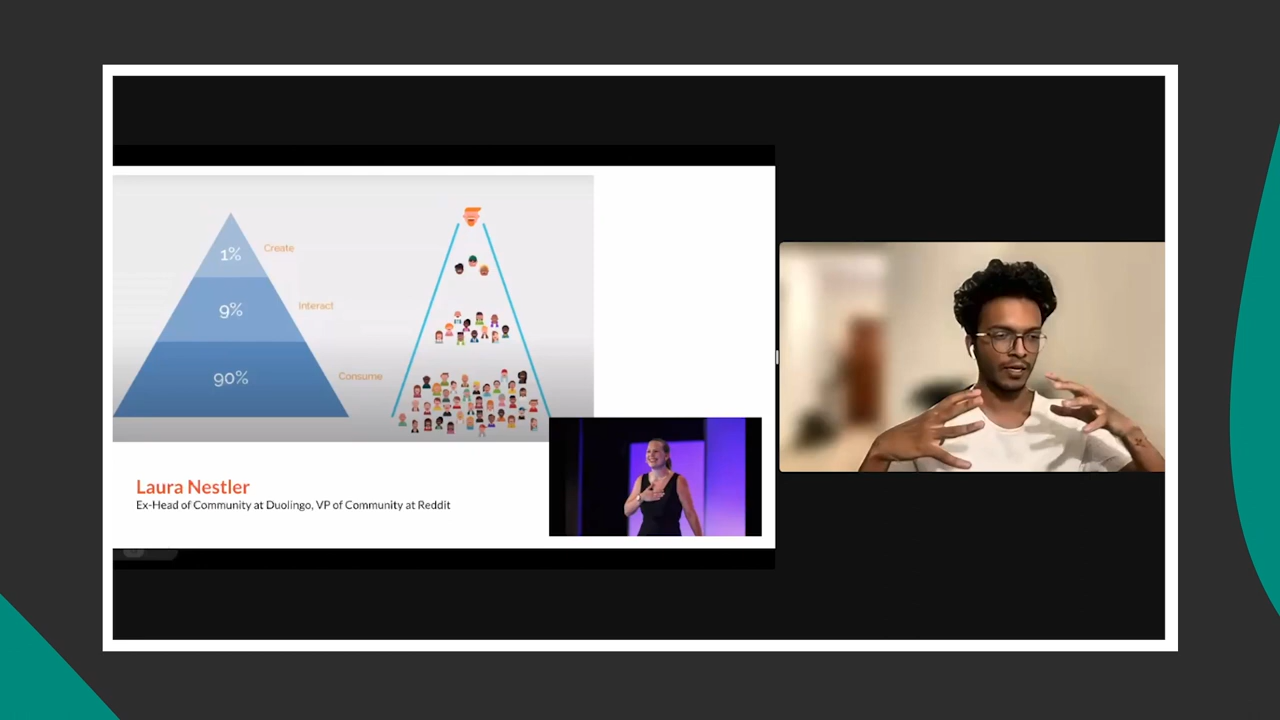 1%
Create
9%
Interact
90%
Consume
Laura Nestler
Ex-Head of Community at Duolingo, VP of Community at Reddit